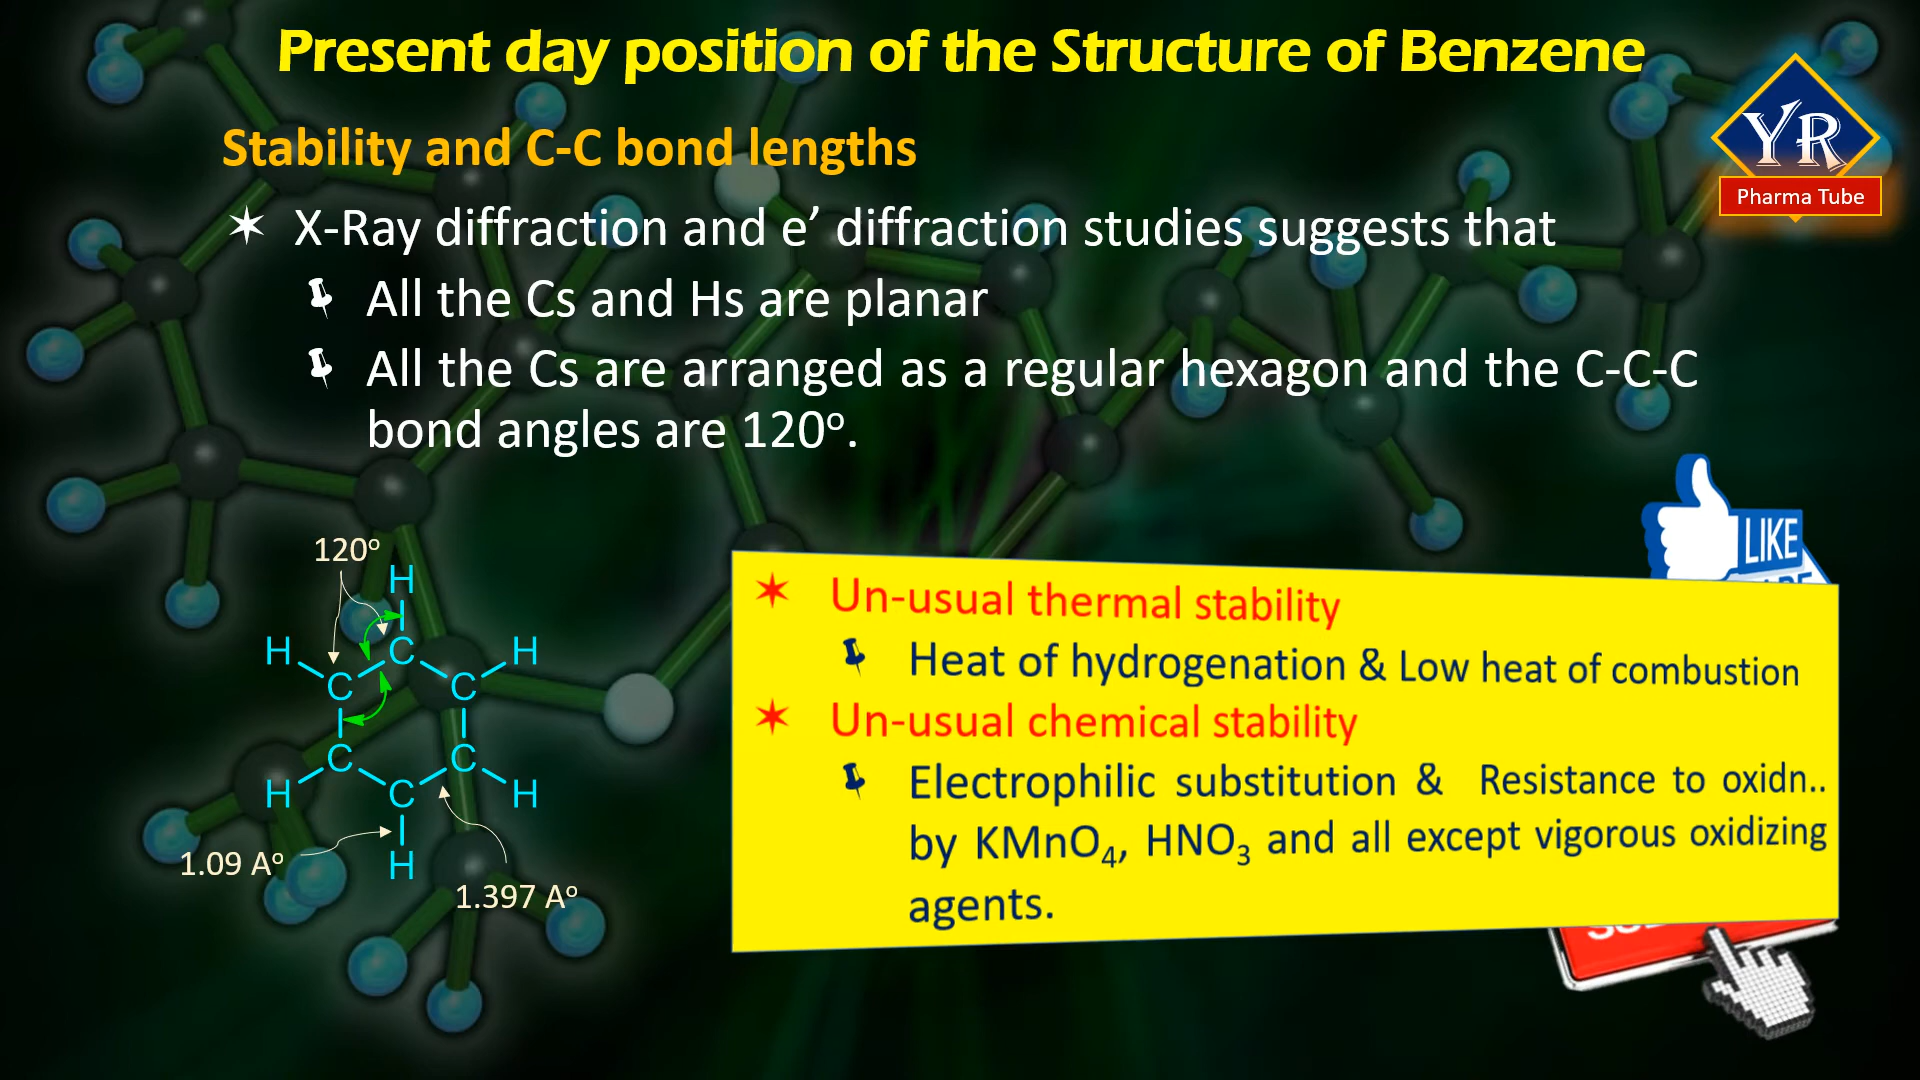 Present day position of the Structure of Benzene
YR
Pharma Tube
Stability and C-C bond lengths
✶ X-Ray diffraction and e’ diffraction studies suggests that
All the Cs and Hs are planar
All the Cs are arranged as a regular hexagon and the C-C-C
bond angles are 120º.
LIKE
120º
H
H C H
C C
C C
H C H
H
1.09 Aº
1.397 Aº
✶ Un-usual thermal stability
Heat of hydrogenation & Low heat of combustion
✶ Un-usual chemical stability
Electrophilic substitution & Resistance to oxidn..
by KMnO₄, HNO₃ and all except vigorous oxidizing
agents.